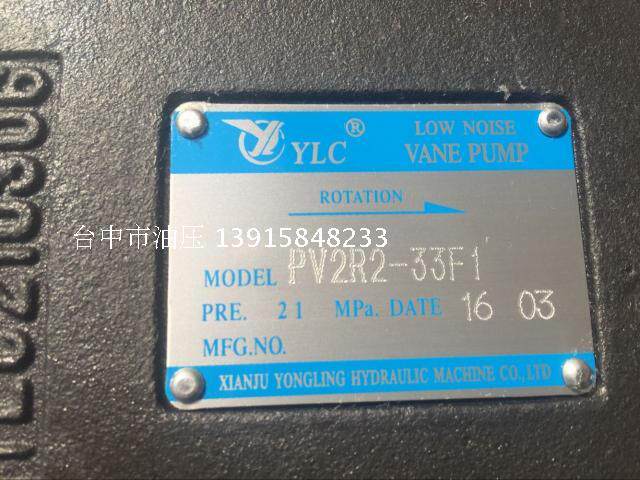 YLC ®
LOW NOISE
VANE PUMP
ROTATION
台中市油压 13915848233
MODEL PV2R2-33F1
PRE. 21 MPa. DATE 16 03
MFG.NO.
XIANJU YONGLING HYDRAULIC MACHINE CO.,LTD